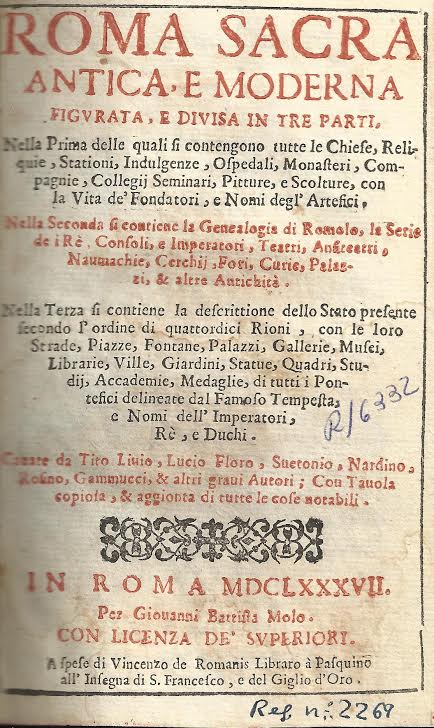 ROMA SACRA
ANTICA, E MODERNA
FIGVRATA, E DIVISA IN TRE PARTI,
Nella Prima delle quali ſi contengono tutte le Chieſe, Reli-
quie, Stationi, Indulgenze, Oſpedali, Monaſteri, Com-
pagnie, Collegij Seminari, Pitture, e Scolture, con
la Vita de' Fondatori, e Nomi degl' Artefici,
Nella Seconda ſi contiene la Genealogia di Romolo, la Serie
de i Rè, Conſoli, e Imperatori, Teatri, Anfiteatri,
Naumachie, Cerchij, Fori, Curie, Palaz-
zi, & altre Antichità.
Nella Terza ſi contiene la deſcrittione dello Stato preſente
ſecondo l'ordine di quattordici Rioni, con le loro
Strade, Piazze, Fontane, Palazzi, Gallerie, Muſei,
Librarie, Ville, Giardini, Statue, Quadri, Stu-
dij, Accademie, Medaglie, di tutti i Pon-
tefici delineate dal Famoſo Tempeſta,
e Nomi dell' Imperatori,
Rè, e Duchi.
R/6332
Cavate da Tito Liuio, Lucio Floro, Suetonio, Nardino,
Roſino, Gammucci, & altri graui Autori; Con Tauola
copioſa, & aggionta di tutte le coſe notabili.
IN ROMA MDCLXXXVII.
Per Giouanni Battiſta Molo.
CON LICENZA DE' SVPERIORI.
A ſpeſe di Vincenzo de Romanis Libraro à Paſquino
all' Inſegna di S. Franceſco, e del Giglio d'Oro.
Reg. nº: 2269